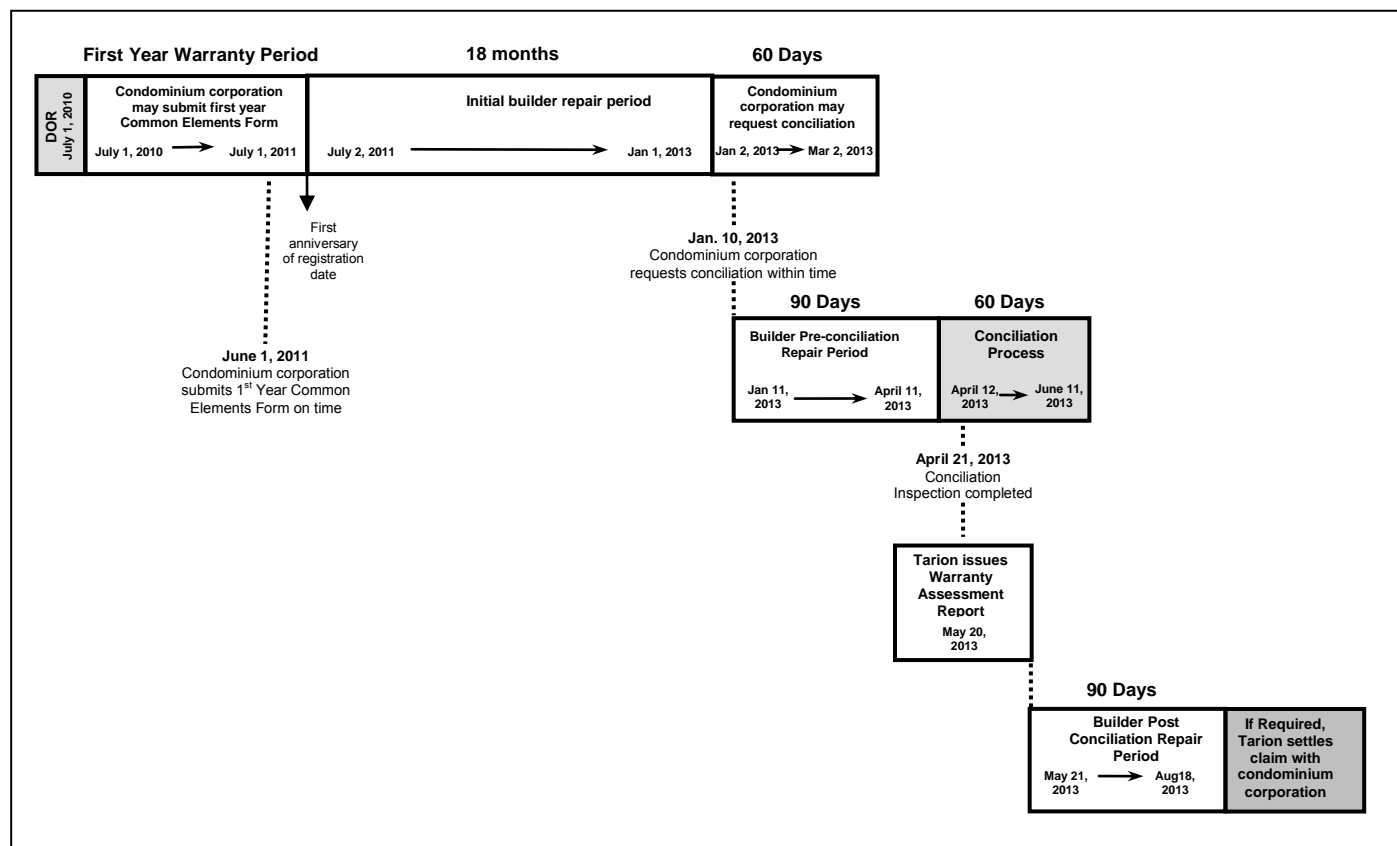 First Year Warranty Period
18 months
60 Days
DOR
July 1, 2010
Condominium corporation
may submit first year
Common Elements Form
July 1, 2010
July 1, 2011
Initial builder repair period
July 2, 2011
Jan 1, 2013
Condominium
corporation may
request conciliation
Jan 2, 2013
Mar 2, 2013
First
anniversary
of registration
date
Jan. 10, 2013
Condominium corporation
requests conciliation within time
June 1, 2011
Condominium corporation
submits 1st Year Common
Elements Form on time
90 Days
60 Days
Builder Pre-conciliation
Repair Period
Jan 11,
2013
April 11,
2013
Conciliation
Process
April 12,
2013
June 11,
2013
April 21, 2013
Conciliation
Inspection completed
Tarion issues
Warranty
Assessment
Report
May 20,
2013
90 Days
Builder Post
Conciliation Repair
Period
May 21,
2013
Aug18,
2013
If Required,
Tarion settles
claim with
condominium
corporation